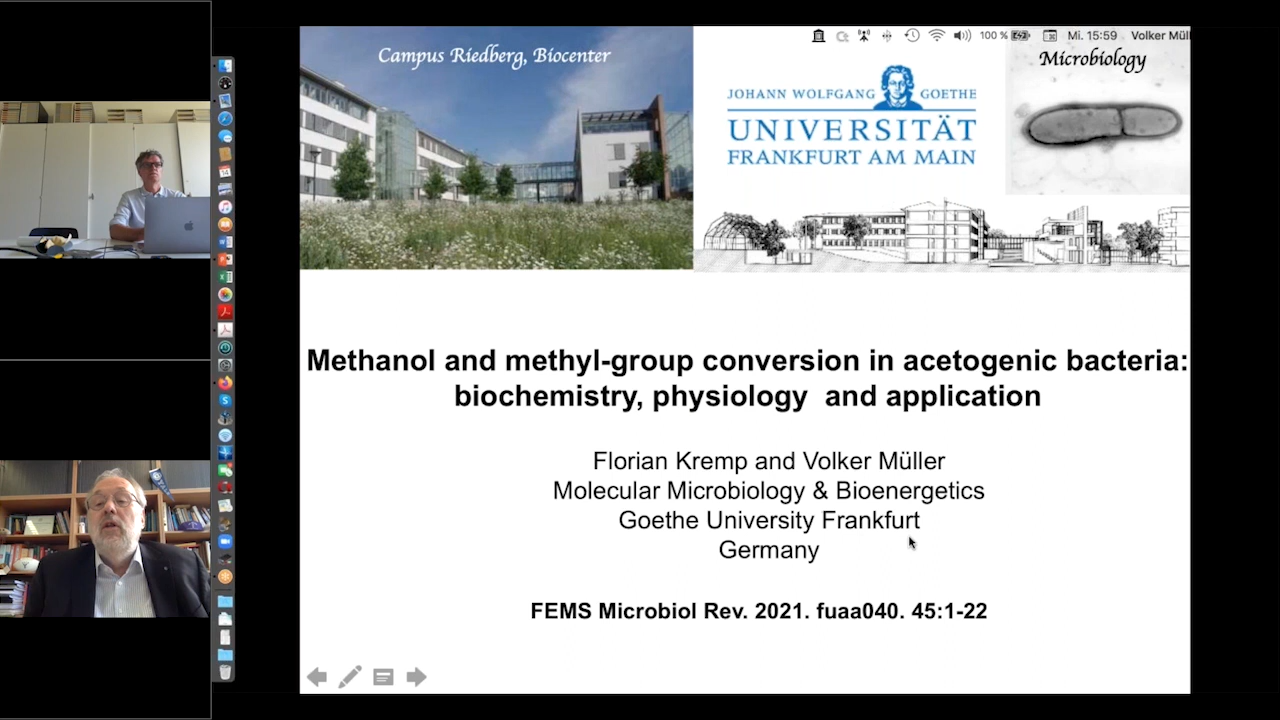 Campus Riedberg, Biocenter
100 %
Mi. 15:59
Volker Mül
Microbiology
JOHANN WOLFGANG GOETHE
UNIVERSITÄT
FRANKFURT AM MAIN
Methanol and methyl-group conversion in acetogenic bacteria:
biochemistry, physiology and application
Florian Kremp and Volker Müller
Molecular Microbiology & Bioenergetics
Goethe University Frankfurt
Germany
FEMS Microbiol Rev. 2021. fuaa040. 45:1-22